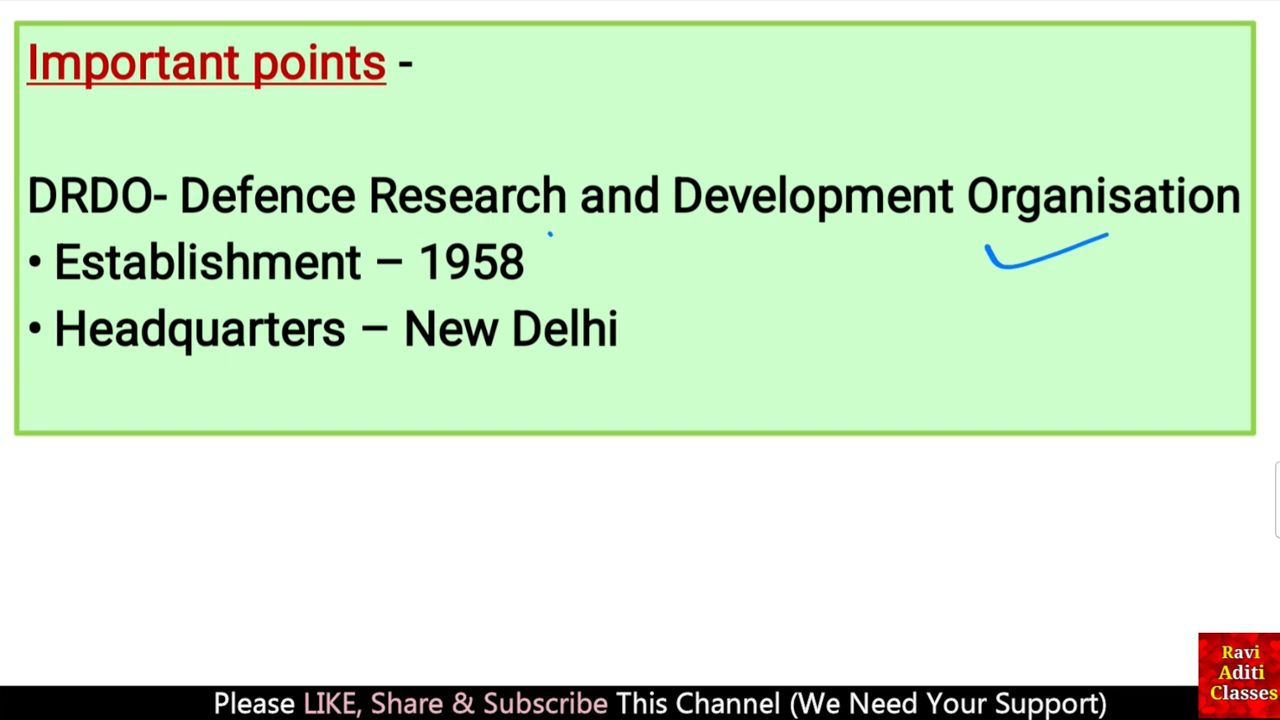 Important points -
DRDO- Defence Research and Development Organisation
• Establishment – 1958
• Headquarters – New Delhi
Ravi
Aditi
Classes
Please LIKE, Share & Subscribe This Channel (We Need Your Support)